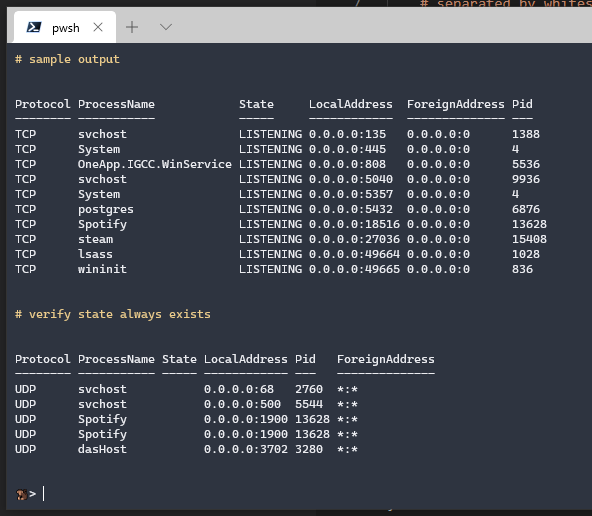 # separated by whites
pwsh
# sample output
Protocol ProcessName State LocalAddress ForeignAddress Pid
-------- ----------- ----- ------------ -------------- ---
TCP svchost LISTENING 0.0.0.0:135 0.0.0.0:0 1388
TCP System LISTENING 0.0.0.0:445 0.0.0.0:0 4
TCP OneApp.IGCC.WinService LISTENING 0.0.0.0:808 0.0.0.0:0 5536
TCP svchost LISTENING 0.0.0.0:5040 0.0.0.0:0 9936
TCP System LISTENING 0.0.0.0:5357 0.0.0.0:0 4
TCP postgres LISTENING 0.0.0.0:5432 0.0.0.0:0 6876
TCP Spotify LISTENING 0.0.0.0:18516 0.0.0.0:0 13628
TCP steam LISTENING 0.0.0.0:27036 0.0.0.0:0 15408
TCP lsass LISTENING 0.0.0.0:49664 0.0.0.0:0 1028
TCP wininit LISTENING 0.0.0.0:49665 0.0.0.0:0 836
# verify state always exists
Protocol ProcessName State LocalAddress Pid ForeignAddress
-------- ----------- ----- ------------ --- --------------
UDP svchost 0.0.0.0:68 2760 *:*
UDP svchost 0.0.0.0:500 5544 *:*
UDP Spotify 0.0.0.0:1900 13628 *:*
UDP Spotify 0.0.0.0:1900 13628 *:*
UDP dasHost 0.0.0.0:3702 3280 *:*
>